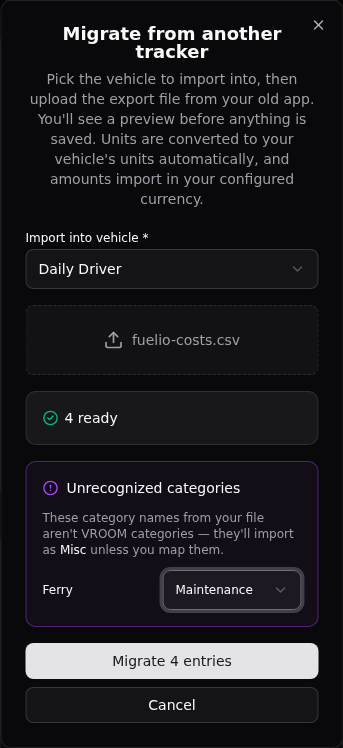 Migrate from another
tracker
Pick the vehicle to import into, then
upload the export file from your old app.
You'll see a preview before anything is
saved. Units are converted to your
vehicle's units automatically, and
amounts import in your configured
currency.
Import into vehicle *
Daily Driver
fuelio-costs.csv
4 ready
Unrecognized categories
These category names from your file
aren't VROOM categories — they'll import
as Misc unless you map them.
Ferry
Maintenance
Migrate 4 entries
Cancel